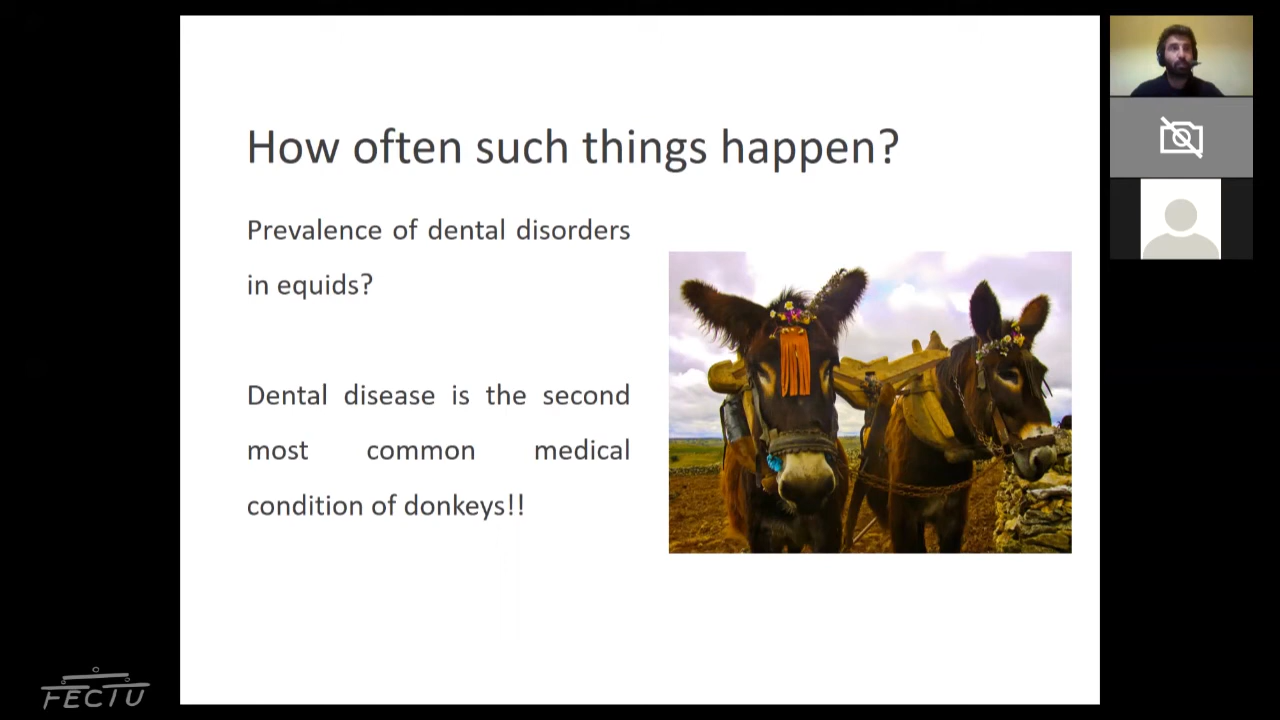 How often such things happen?
Prevalence of dental disorders
in equids?
Dental disease is the second
most common medical
condition of donkeys!!
FECTU